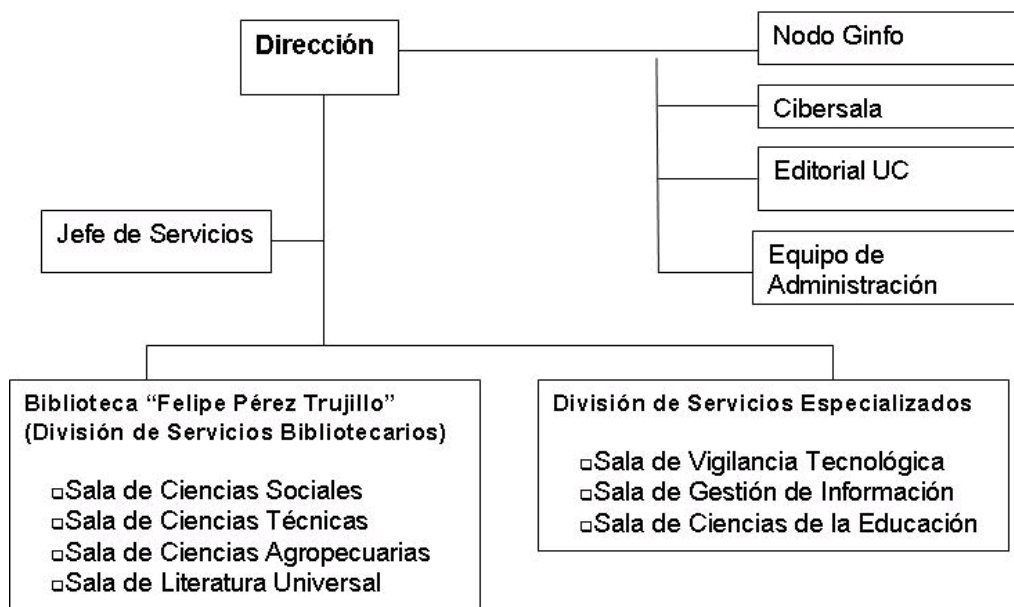 Dirección
Nodo Ginfo
Cibersala
Editorial UC
Equipo de
Administración
Jefe de Servicios
Biblioteca “Felipe Pérez Trujillo”
(División de Servicios Bibliotecarios)
Sala de Ciencias Sociales
Sala de Ciencias Técnicas
Sala de Ciencias Agropecuarias
Sala de Literatura Universal
División de Servicios Especializados
Sala de Vigilancia Tecnológica
Sala de Gestión de Información
Sala de Ciencias de la Educación